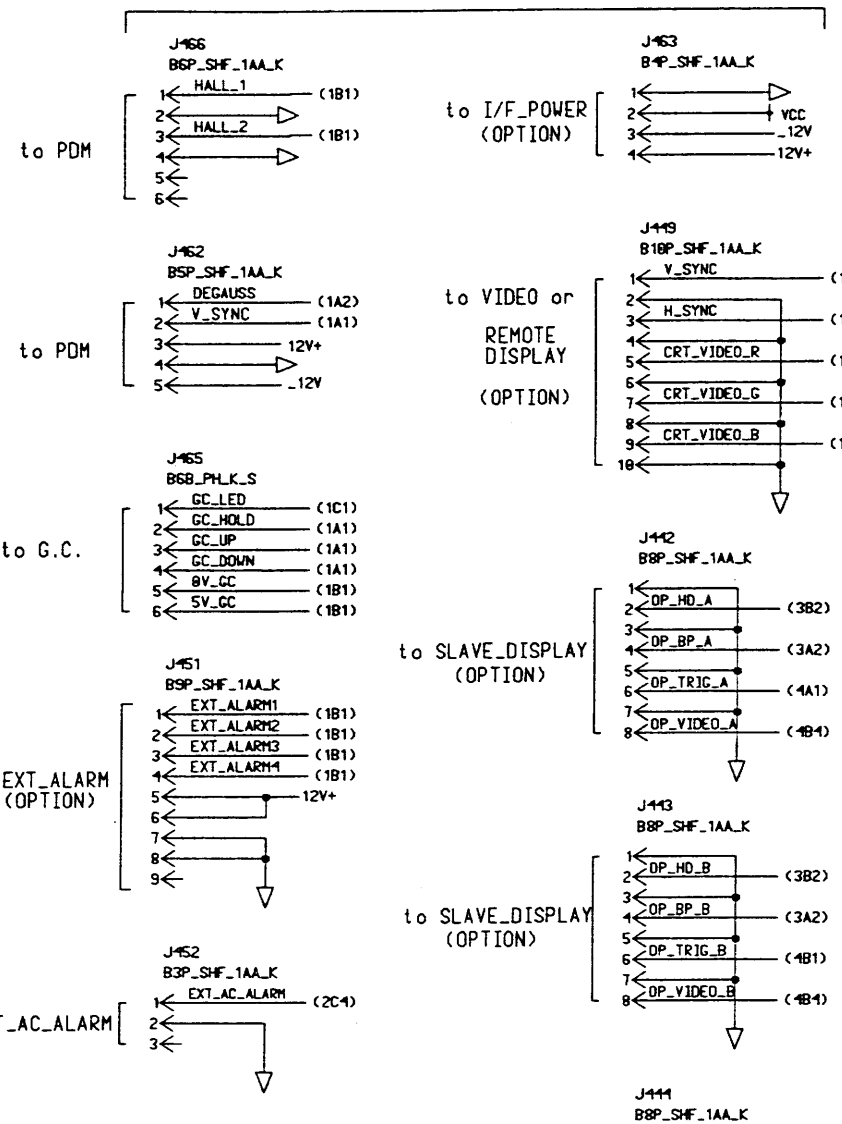 J466
B6P_SHF_1AA_K
to PDM
1 HALL_1 (1B1)
2
3 HALL_2 (1B1)
4
5
6
J462
B5P_SHF_1AA_K
to PDM
1 DEGAUSS (1A2)
2 V_SYNC (1A1)
3 12V+
4
5 _12V
J465
B6B_PH_K_S
to G.C.
1 GC_LED (1C1)
2 GC_HOLD (1A1)
3 GC_UP (1A1)
4 GC_DOWN (1A1)
5 8V_GC (1B1)
6 5V_GC (1B1)
J451
B9P_SHF_1AA_K
EXT_ALARM
(OPTION)
1 EXT_ALARM1 (1B1)
2 EXT_ALARM2 (1B1)
3 EXT_ALARM3 (1B1)
4 EXT_ALARM4 (1B1)
5 12V+
6
7
8
9
J452
B3P_SHF_1AA_K
T_AC_ALARM
1 EXT_AC_ALARM (2C4)
2
3
J463
B4P_SHF_1AA_K
to I/F_POWER
(OPTION)
1
2 VCC
3 _12V
4 12V+
J449
B10P_SHF_1AA_K
to VIDEO or
REMOTE
DISPLAY
(OPTION)
1 V_SYNC (1
2
3 H_SYNC (1
4
5 CRT_VIDEO_R (1
6
7 CRT_VIDEO_G (1
8
9 CRT_VIDEO_B (1
10
J442
B8P_SHF_1AA_K
to SLAVE_DISPLAY
(OPTION)
1
2 OP_HD_A (3B2)
3
4 OP_BP_A (3A2)
5
6 OP_TRIG_A (4A1)
7
8 OP_VIDEO_A (4B4)
J443
B8P_SHF_1AA_K
to SLAVE_DISPLAY
(OPTION)
1
2 OP_HD_B (3B2)
3
4 OP_BP_B (3A2)
5
6 OP_TRIG_B (4B1)
7
8 OP_VIDEO_B (4B4)
J444
B8P_SHF_1AA_K